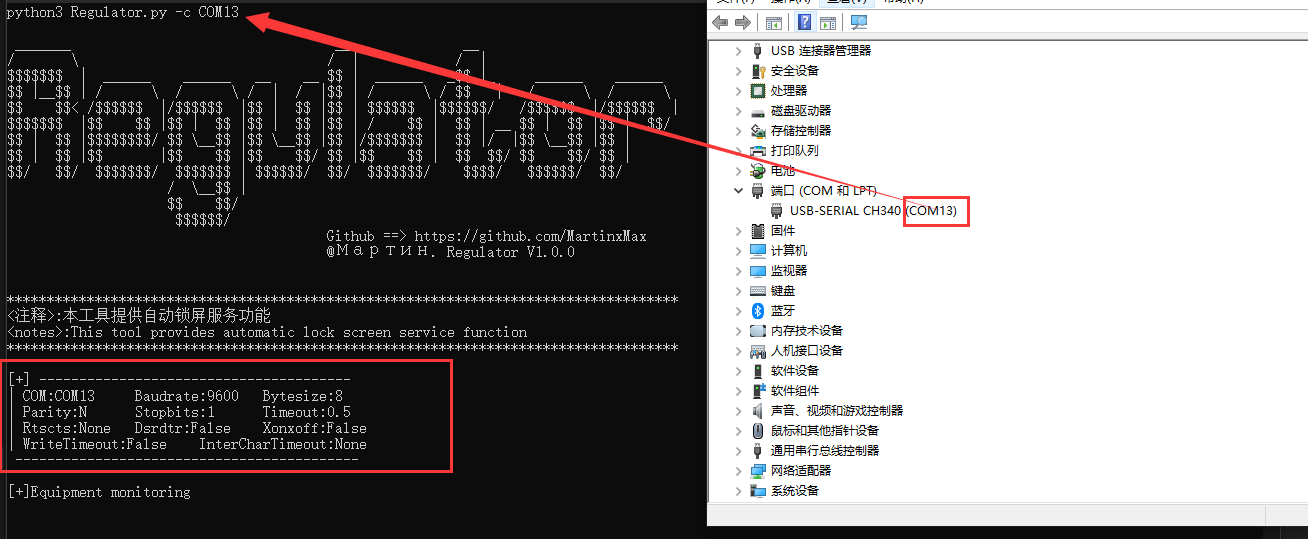 python3 Regulator.py -c COM13
Regulator
Github ==> https://github.com/MartinxMax
@Мартин. Regulator V1.0.0
*************************************************************************************
<注释>:本工具提供自动锁屏服务功能
<notes>:This tool provides automatic lock screen service function
*************************************************************************************
[+] ---------------------------------------
| COM:COM13 Baudrate:9600 Bytesize:8
| Parity:N Stopbits:1 Timeout:0.5
| Rtscts:None Dsrdtr:False Xonxoff:False
| WriteTimeout:False InterCharTimeout:None
-------------------------------------------
[+]Equipment monitoring
USB 连接器管理器
安全设备
处理器
磁盘驱动器
存储控制器
打印队列
电池
端口 (COM 和 LPT)
USB-SERIAL CH340 (COM13)
固件
计算机
监视器
键盘
蓝牙
内存技术设备
人机接口设备
软件设备
软件组件
声音、视频和游戏控制器
鼠标和其他指针设备
通用串行总线控制器
网络适配器
系统设备